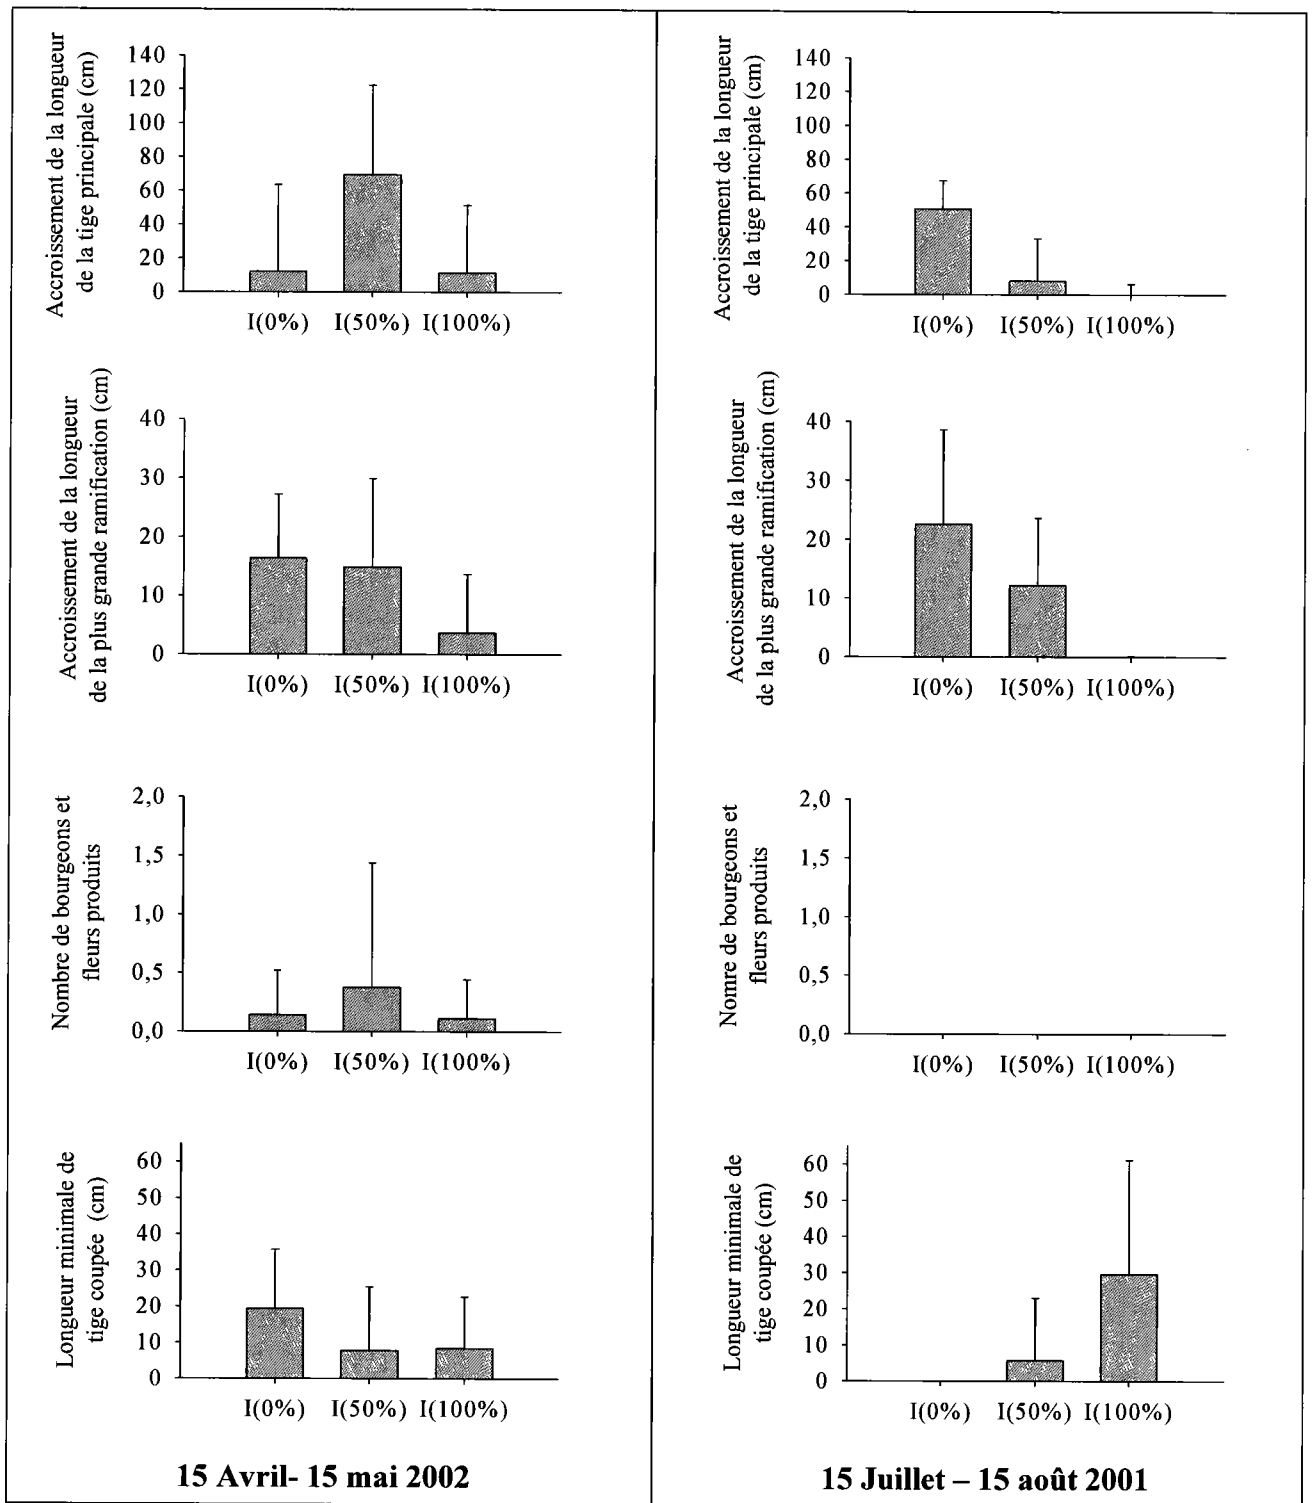 Accroissement de la longueur
de la tige principale (cm)
140
120
100
80
60
40
20
0
I(0%) I(50%) I(100%)
Accroissement de la longueur
de la plus grande ramification (cm)
40
30
20
10
0
I(0%) I(50%) I(100%)
Nombre de bourgeons et
fleurs produits
2,0
1,5
1,0
0,5
0,0
I(0%) I(50%) I(100%)
Longueur minimale de
tige coupée (cm)
60
50
40
30
20
10
0
I(0%) I(50%) I(100%)
15 Avril- 15 mai 2002
Accroissement de la longueur
de la tige principale (cm)
140
120
100
80
60
40
20
0
I(0%) I(50%) I(100%)
Accroissement de la longueur
de la plus grande ramification (cm)
40
30
20
10
0
I(0%) I(50%) I(100%)
Nomre de bourgeons et
fleurs produits
2,0
1,5
1,0
0,5
0,0
I(0%) I(50%) I(100%)
Longueur minimale de
tige coupée (cm)
60
50
40
30
20
10
0
I(0%) I(50%) I(100%)
15 Juillet – 15 août 2001